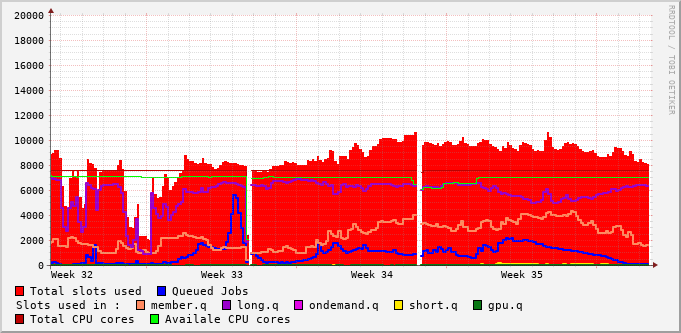 20000
18000
16000
14000
12000
10000
8000
6000
4000
2000
0
Week 32 Week 33 Week 34 Week 35
Total slots used Queued Jobs
Slots used in : member.q long.q ondemand.q short.q gpu.q
Total CPU cores Availale CPU cores
RRDTOOL / TOBI OETIKER